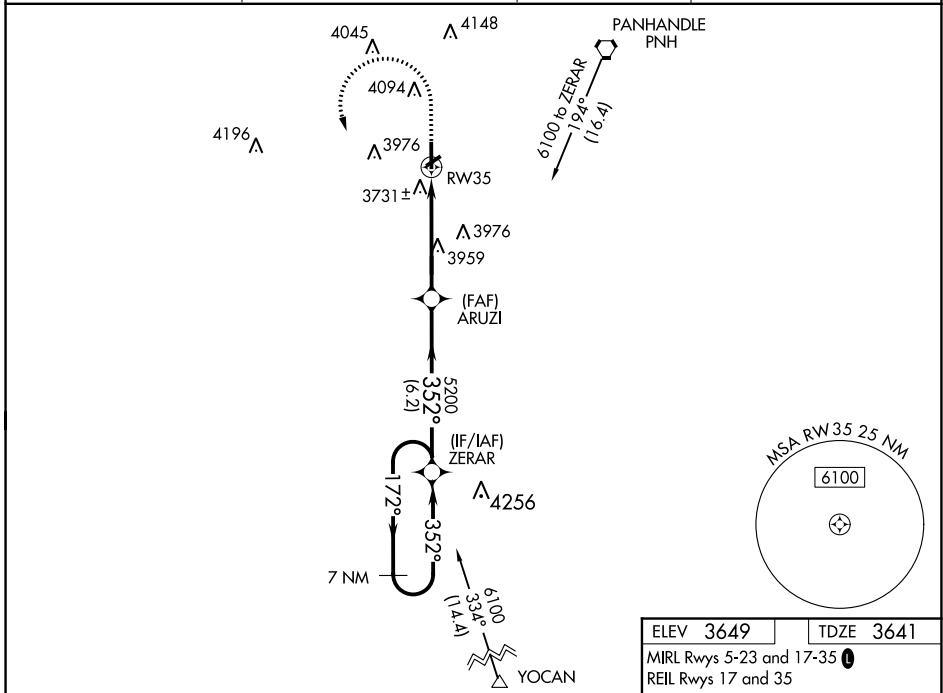 4045
4148
PANHANDLE
PNH
4094
6100 to ZERAR
194°
(16.4)
4196
3976
RW35
3731±
3976
3959
(FAF)
ARUZI
5200
352°
(6.2)
(IF/IAF)
ZERAR
172°
352°
4256
7 NM
6100
334°
(14.4)
YOCAN
MSA RW35 25 NM
6100
ELEV 3649 TDZE 3641
MIRL Rwys 5-23 and 17-35 L
REIL Rwys 17 and 35